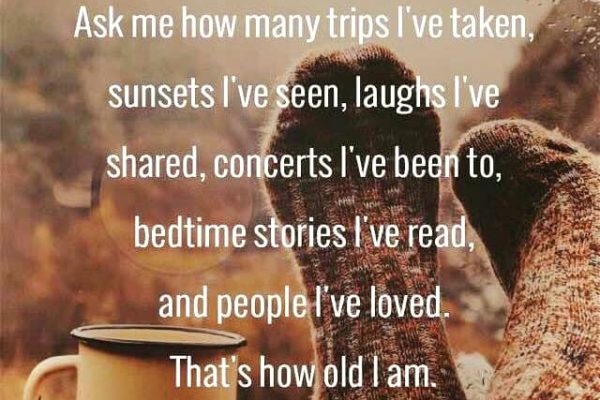 Ask me how many trips I've taken,
sunsets I've seen, laughs I've
shared, concerts I've been to,
bedtime stories I've read,
and people I've loved.
That's how old I am.